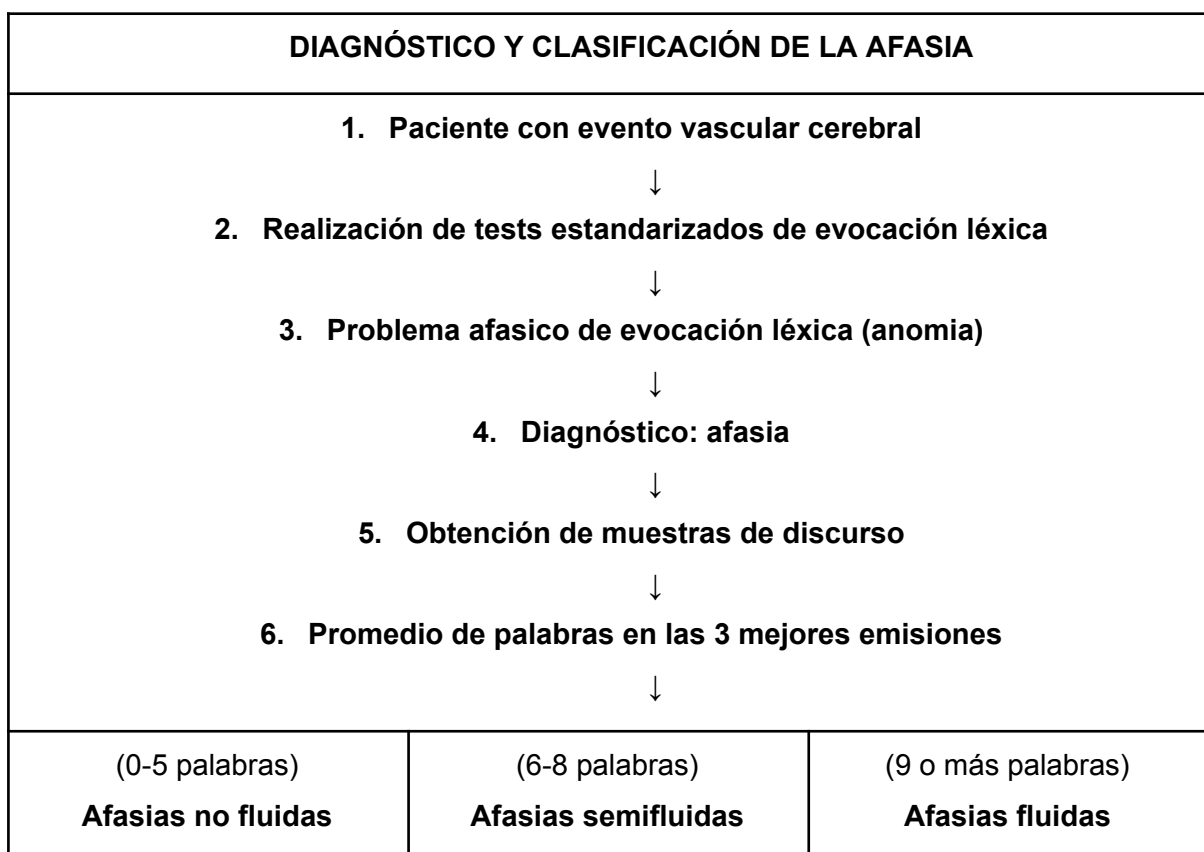 DIAGNÓSTICO Y CLASIFICACIÓN DE LA AFASIA
1. Paciente con evento vascular cerebral
↓
2. Realización de tests estandarizados de evocación léxica
↓
3. Problema afasico de evocación léxica (anomia)
↓
4. Diagnóstico: afasia
↓
5. Obtención de muestras de discurso
↓
6. Promedio de palabras en las 3 mejores emisiones
↓
(0-5 palabras)
Afasias no fluidas
(6-8 palabras)
Afasias semifluidas
(9 o más palabras)
Afasias fluidas